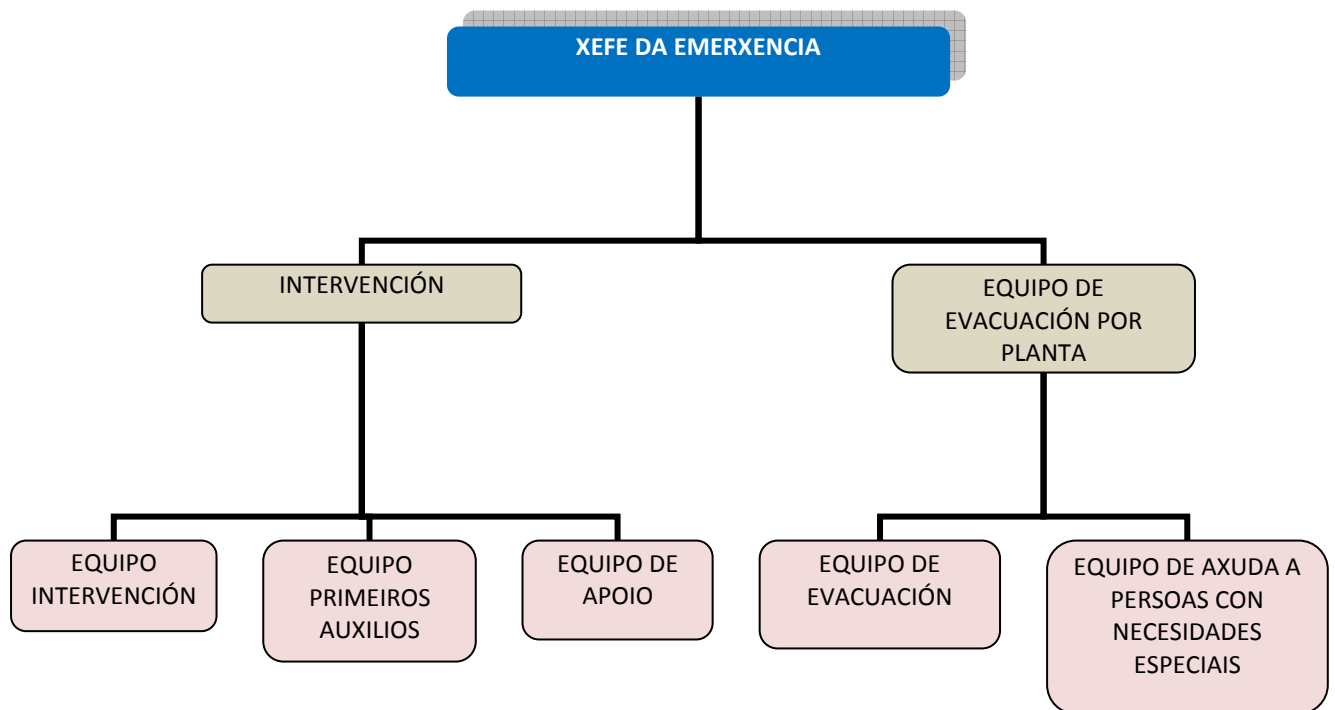 XEFE DA EMERXENCIA
INTERVENCIÓN
EQUIPO DE
EVACUACIÓN POR
PLANTA
EQUIPO
INTERVENCIÓN
EQUIPO
PRIMEIROS
AUXILIOS
EQUIPO DE
APOIO
EQUIPO DE
EVACUACIÓN
EQUIPO DE AXUDA A
PERSOAS CON
NECESIDADES
ESPECIAIS